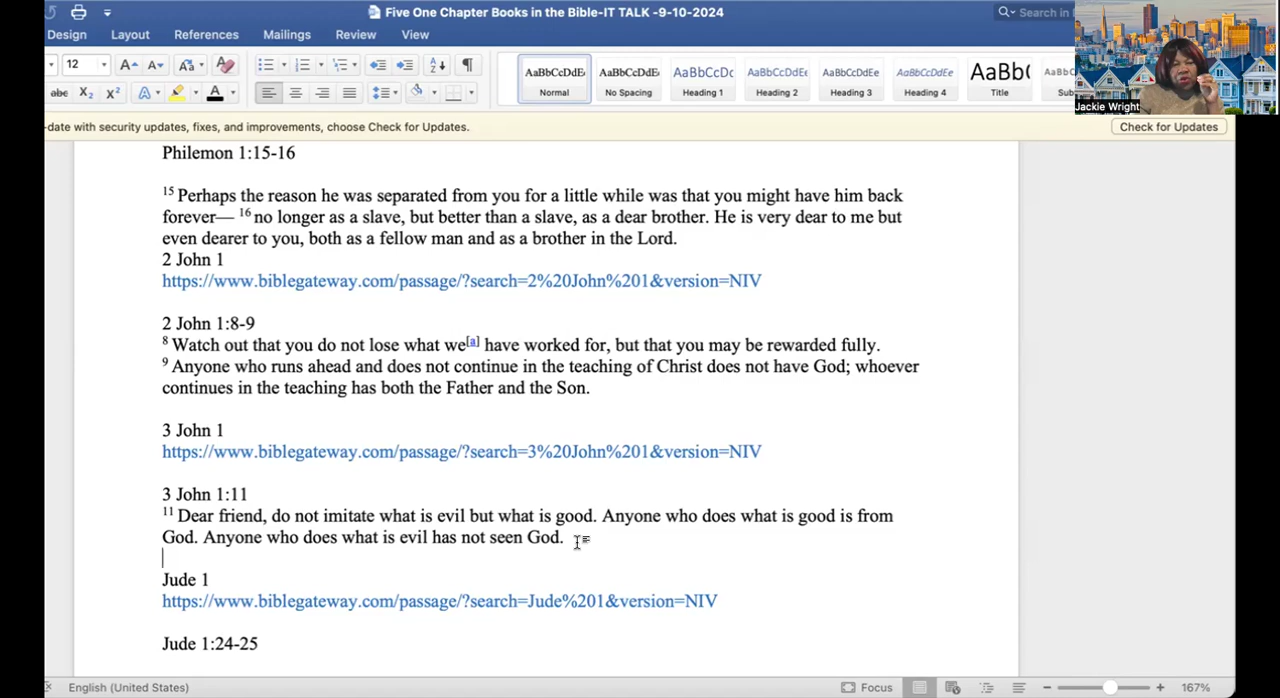 Five One Chapter Books in the Bible-IT TALK -9-10-2024
Search in
Design Layout References Mailings Review View
12 Aa
AaBbCcDdEe AaBbCcDdEe AaBbCcDc AaBbCcDdEe AaBbCcDdEe AaBbCcDdEe AaBb(
abc X₂ X² A A
Normal No Spacing Heading 1 Heading 2 Heading 3 Heading 4 Title
Jackie Wright
-date with security updates, fixes, and improvements, choose Check for Updates.
Check for Updates
Philemon 1:15-16
15 Perhaps the reason he was separated from you for a little while was that you might have him back
forever— 16 no longer as a slave, but better than a slave, as a dear brother. He is very dear to me but
even dearer to you, both as a fellow man and as a brother in the Lord.
2 John 1
https://www.biblegateway.com/passage/?search=2%20John%201&version=NIV
2 John 1:8-9
8 Watch out that you do not lose what we[a] have worked for, but that you may be rewarded fully.
9 Anyone who runs ahead and does not continue in the teaching of Christ does not have God; whoever
continues in the teaching has both the Father and the Son.
3 John 1
https://www.biblegateway.com/passage/?search=3%20John%201&version=NIV
3 John 1:11
11 Dear friend, do not imitate what is evil but what is good. Anyone who does what is good is from
God. Anyone who does what is evil has not seen God.
Jude 1
https://www.biblegateway.com/passage/?search=Jude%201&version=NIV
Jude 1:24-25
English (United States)
Focus
167%